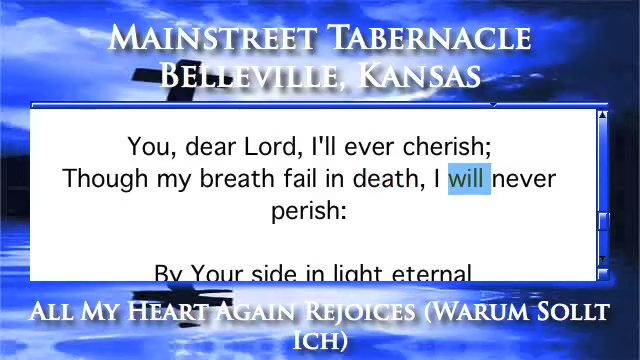 Mainstreet Tabernacle
Belleville, Kansas
You, dear Lord, I'll ever cherish;
Though my breath fail in death, I will never
perish:
By Your side in light eternal
All My Heart Again Rejoices (Warum Sollt
Ich)